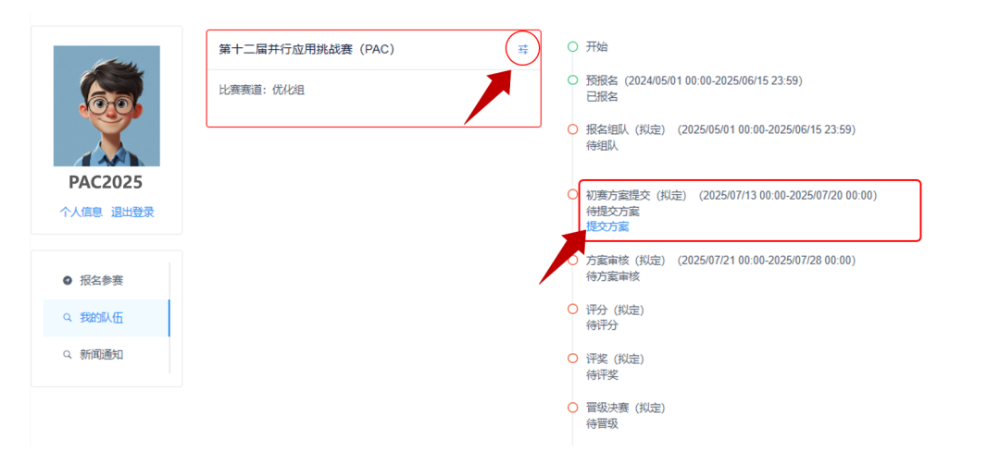 PAC2025
个人信息 退出登录
报名参赛
我的队伍
新闻通知
第十二届并行应用挑战赛（PAC）
比赛赛道：优化组
开始
预报名（2024/05/01 00:00-2025/06/15 23:59）
已报名
报名组队（拟定）（2025/05/01 00:00-2025/06/15 23:59）
待组队
初赛方案提交（拟定）（2025/07/13 00:00-2025/07/20 00:00）
待提交方案
提交方案
方案审核（拟定）（2025/07/21 00:00-2025/07/28 00:00）
待方案审核
评分（拟定）
待评分
评奖（拟定）
待评奖
晋级决赛（拟定）
待晋级